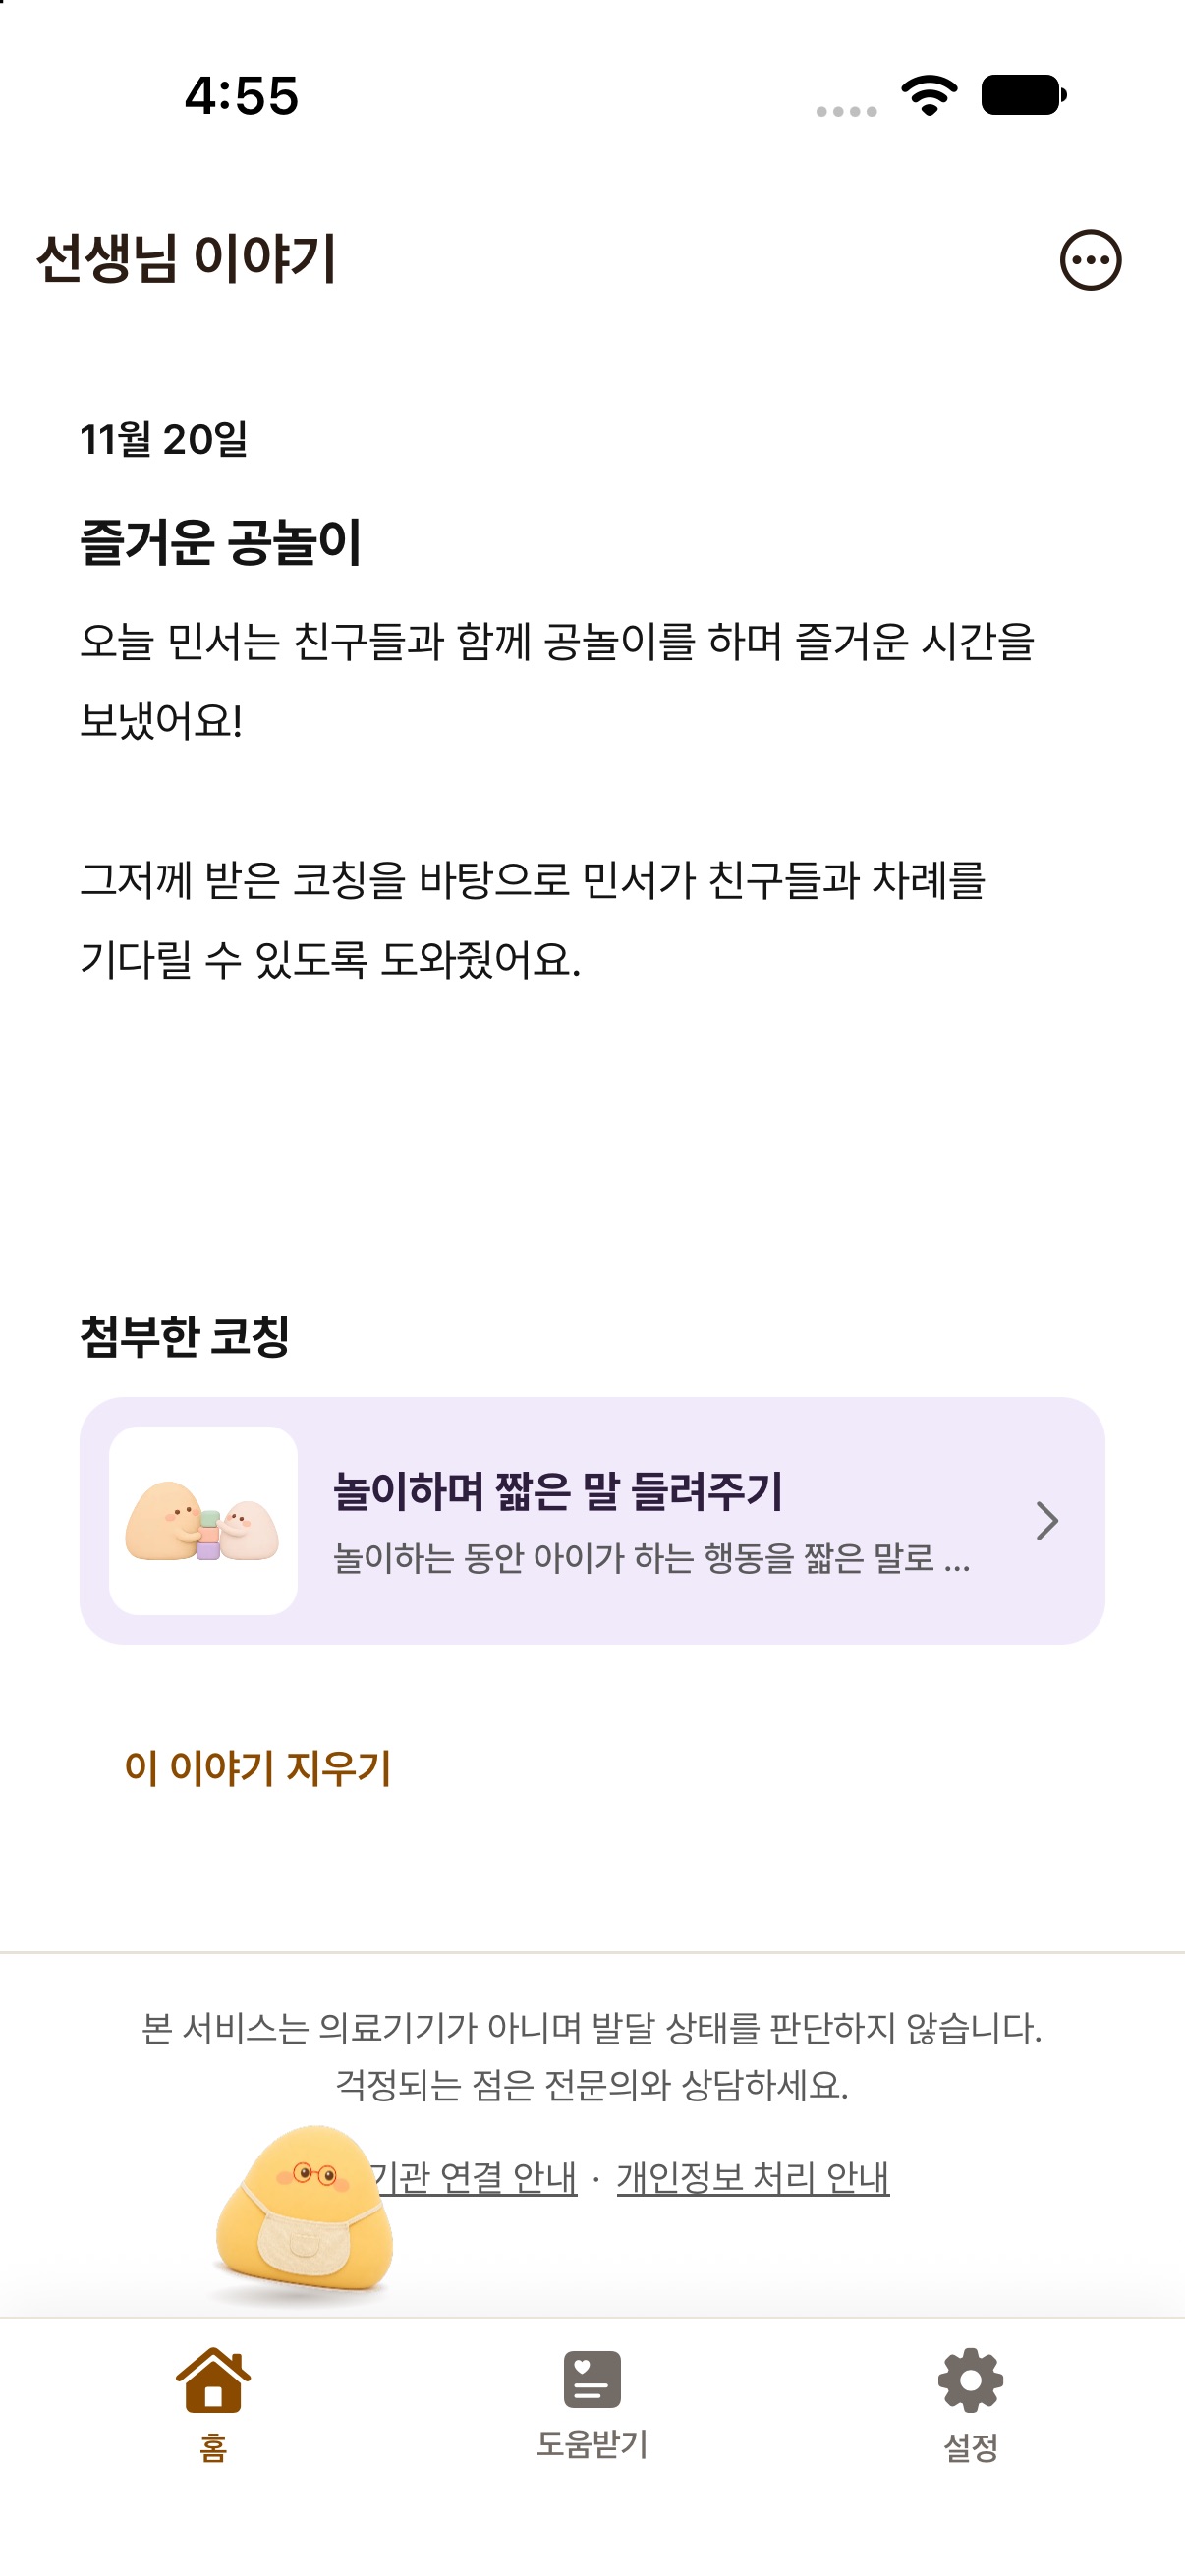 4:55
선생님 이야기
11월 20일
즐거운 공놀이
오늘 민서는 친구들과 함께 공놀이를 하며 즐거운 시간을
보냈어요!
그저께 받은 코칭을 바탕으로 민서가 친구들과 차례를
기다릴 수 있도록 도와줬어요.
첨부한 코칭
놀이하며 짧은 말 들려주기
놀이하는 동안 아이가 하는 행동을 짧은 말로 ...
이 이야기 지우기
본 서비스는 의료기기가 아니며 발달 상태를 판단하지 않습니다.
걱정되는 점은 전문의와 상담하세요.
기관 연결 안내 · 개인정보 처리 안내
홈
도움받기
설정